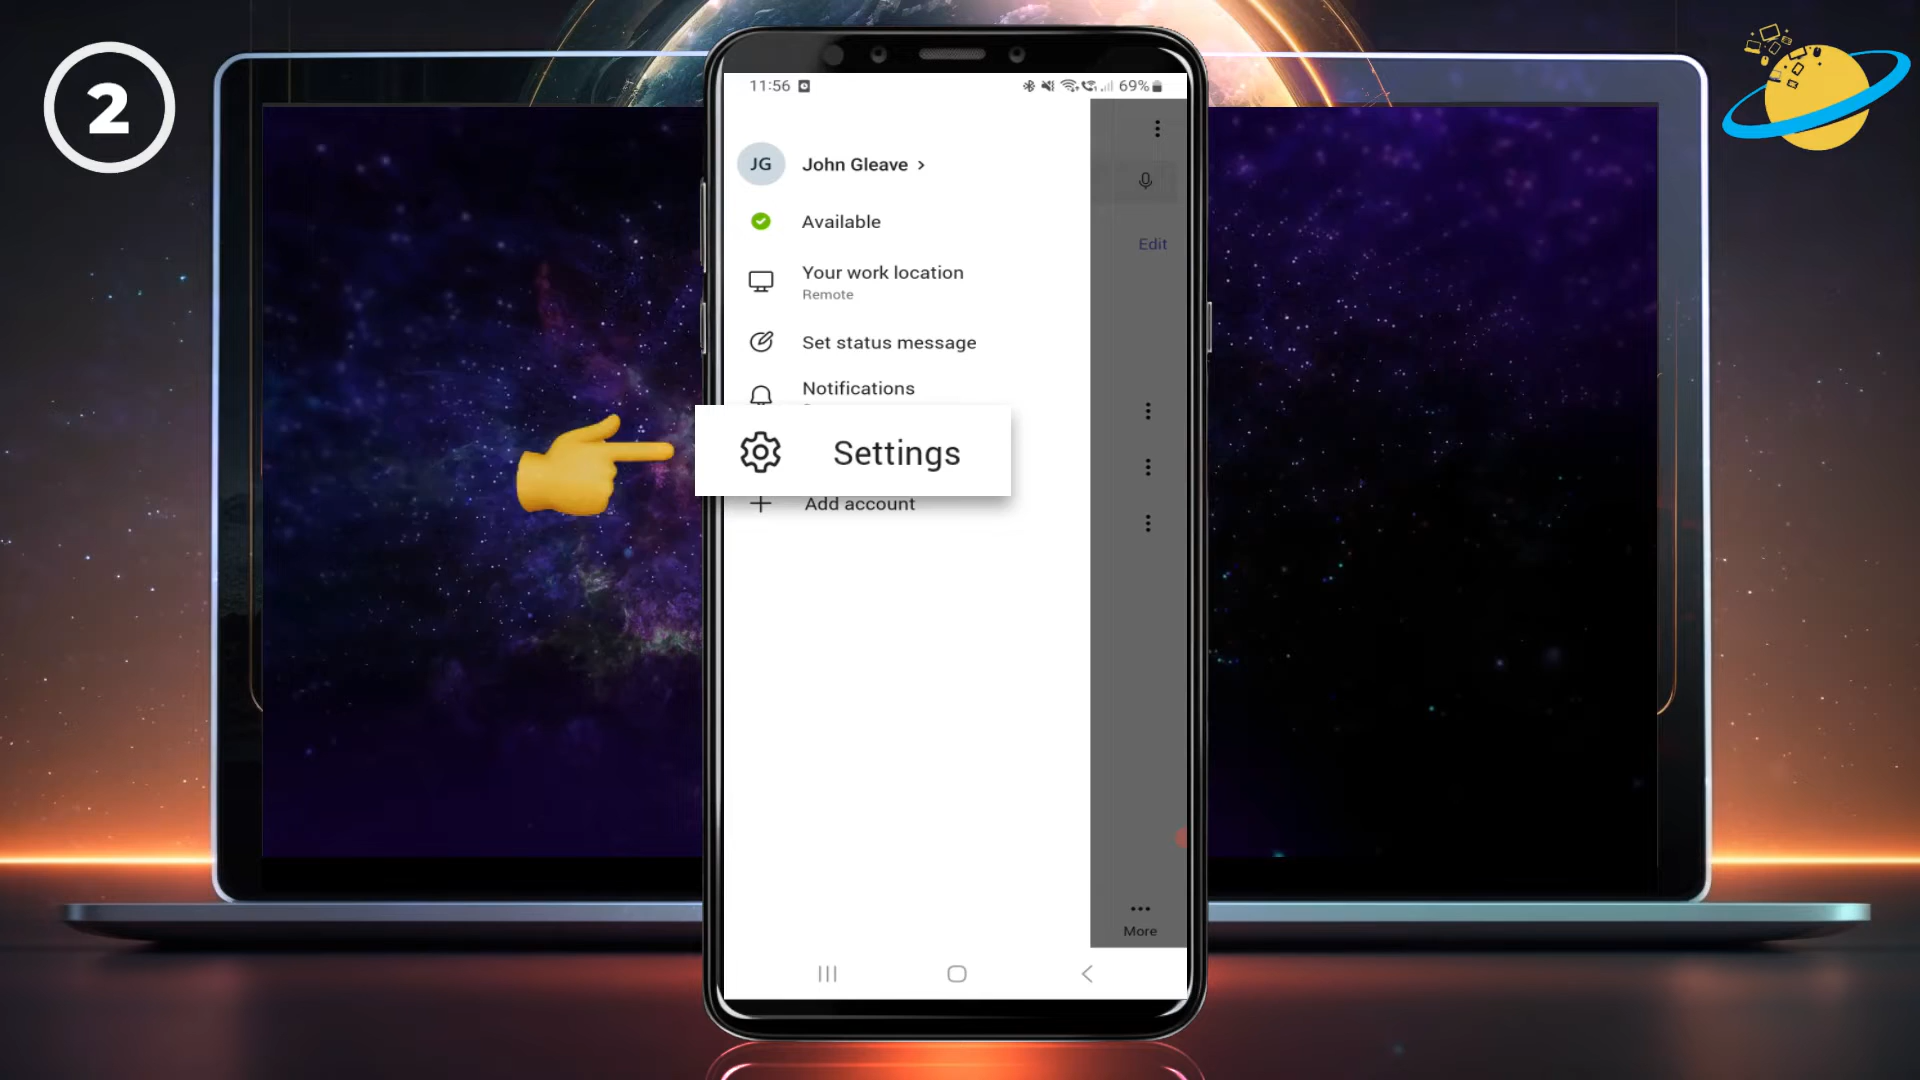 2
11:56
69%
JG
John Gleave
Available
Edit
Your work location
Remote
Set status message
Notifications
Settings
Add account
More